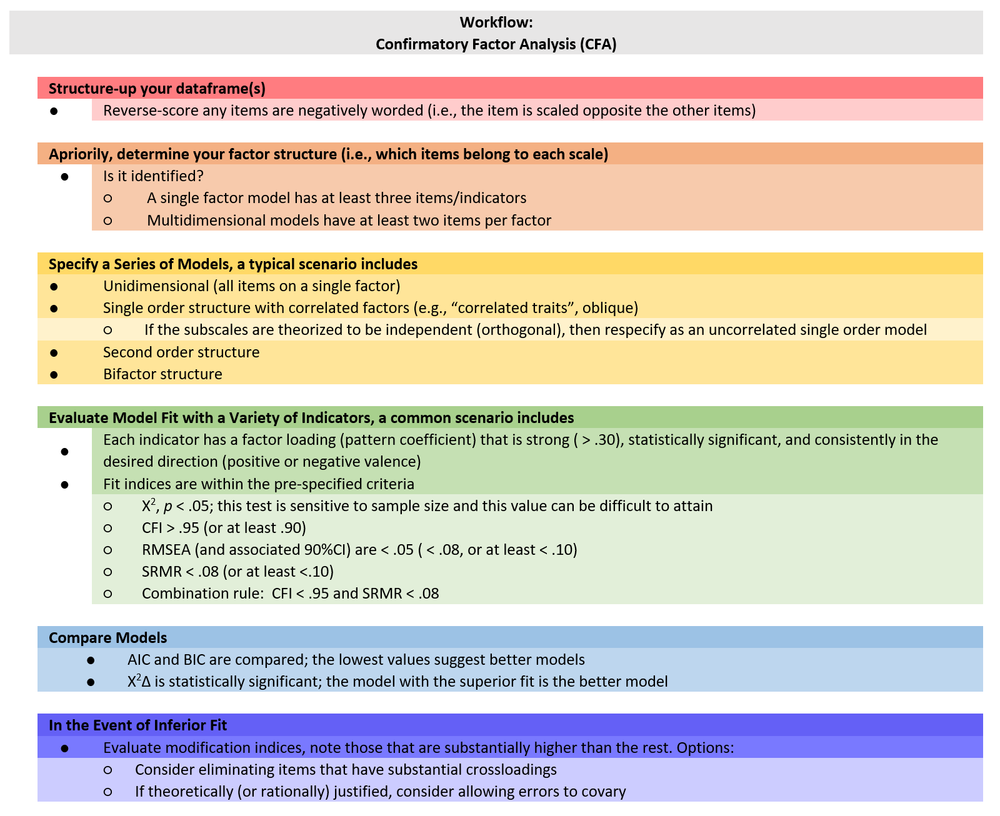 Workflow:
Confirmatory Factor Analysis (CFA)
Structure-up your dataframe(s)
● Reverse-score any items are negatively worded (i.e., the item is scaled opposite the other items)
Apriorily, determine your factor structure (i.e., which items belong to each scale)
● Is it identified?
○ A single factor model has at least three items/indicators
○ Multidimensional models have at least two items per factor
Specify a Series of Models, a typical scenario includes
● Unidimensional (all items on a single factor)
● Single order structure with correlated factors (e.g., “correlated traits”, oblique)
○ If the subscales are theorized to be independent (orthogonal), then respecify as an uncorrelated single order model
● Second order structure
● Bifactor structure
Evaluate Model Fit with a Variety of Indicators, a common scenario includes
● Each indicator has a factor loading (pattern coefficient) that is strong ( > .30), statistically significant, and consistently in the
desired direction (positive or negative valence)
● Fit indices are within the pre-specified criteria
○ X², p < .05; this test is sensitive to sample size and this value can be difficult to attain
○ CFI > .95 (or at least .90)
○ RMSEA (and associated 90%CI) are < .05 ( < .08, or at least < .10)
○ SRMR < .08 (or at least <.10)
○ Combination rule:  CFI < .95 and SRMR < .08
Compare Models
● AIC and BIC are compared; the lowest values suggest better models
● X²Δ is statistically significant; the model with the superior fit is the better model
In the Event of Inferior Fit
● Evaluate modification indices, note those that are substantially higher than the rest. Options:
○ Consider eliminating items that have substantial crossloadings
○ If theoretically (or rationally) justified, consider allowing errors to covary